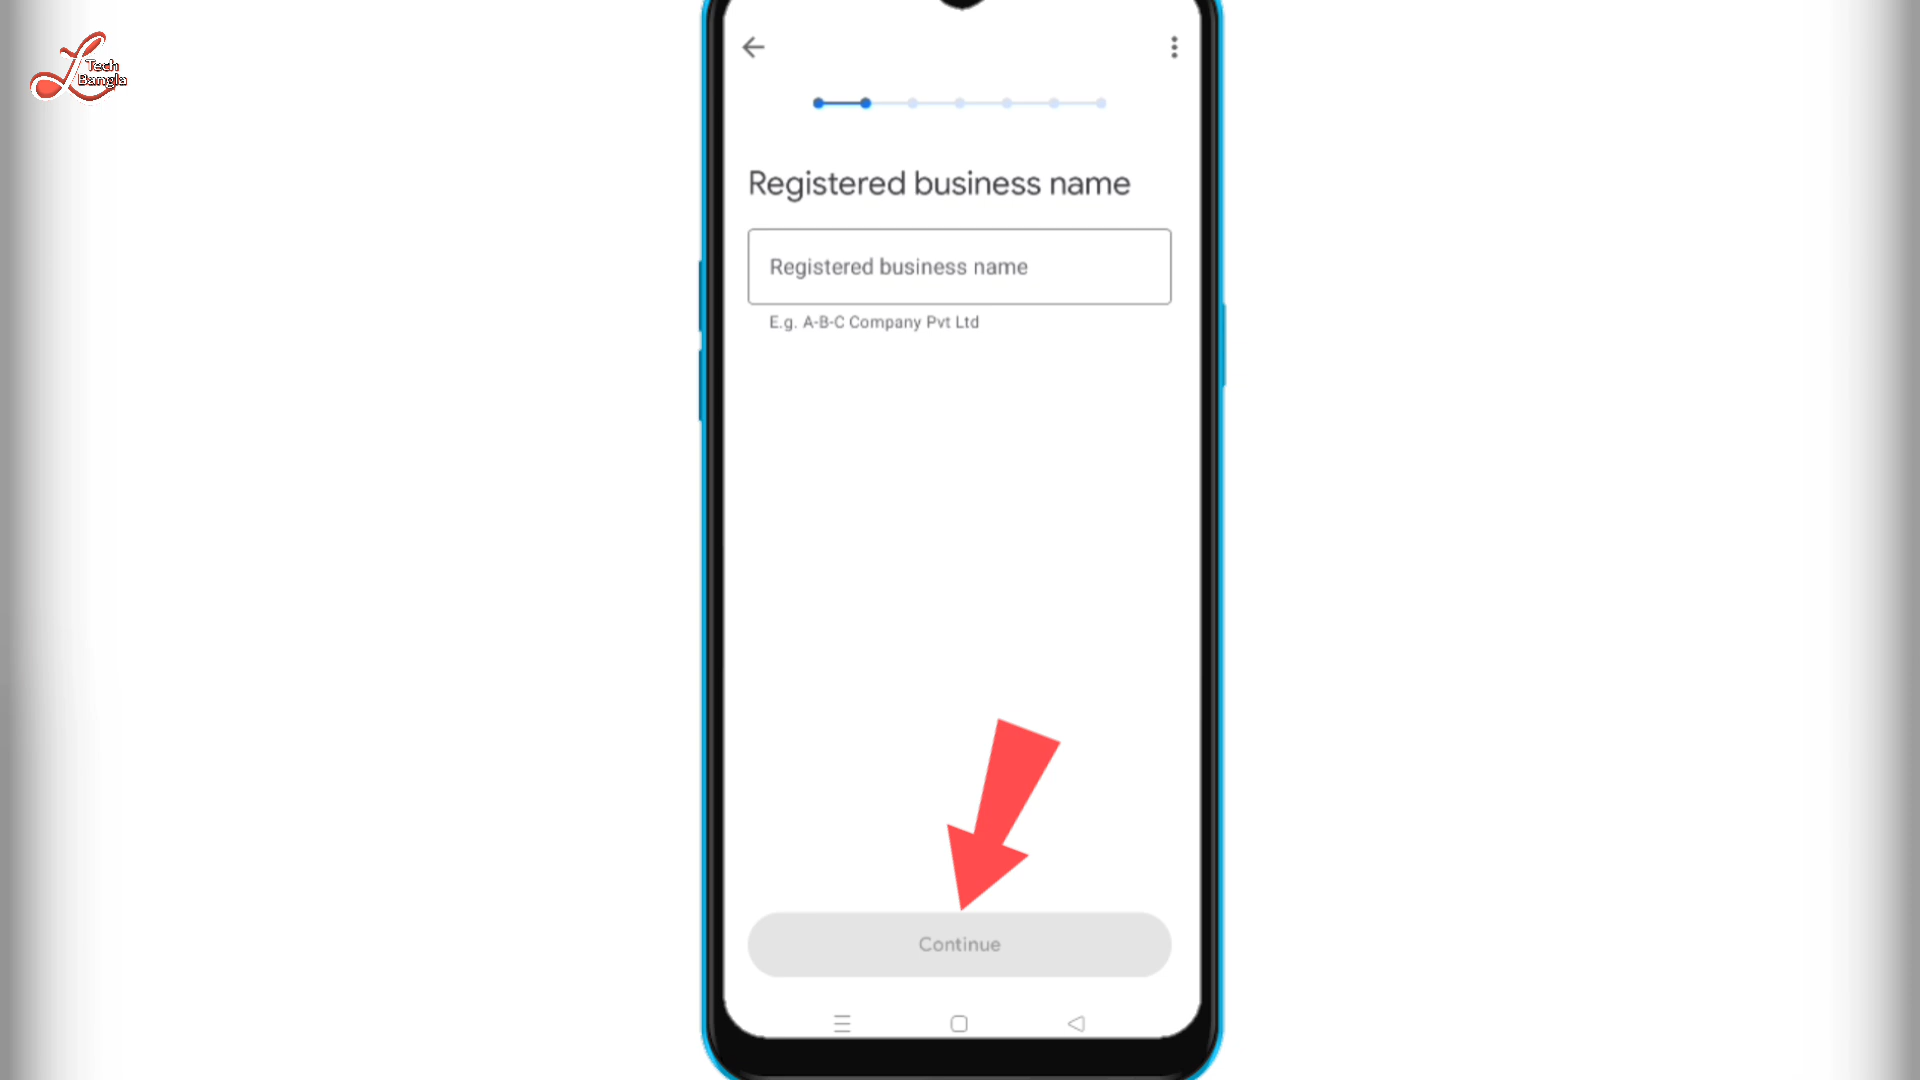 Tech
Bangla
Registered business name
Registered business name
E.g. A-B-C Company Pvt Ltd
Continue